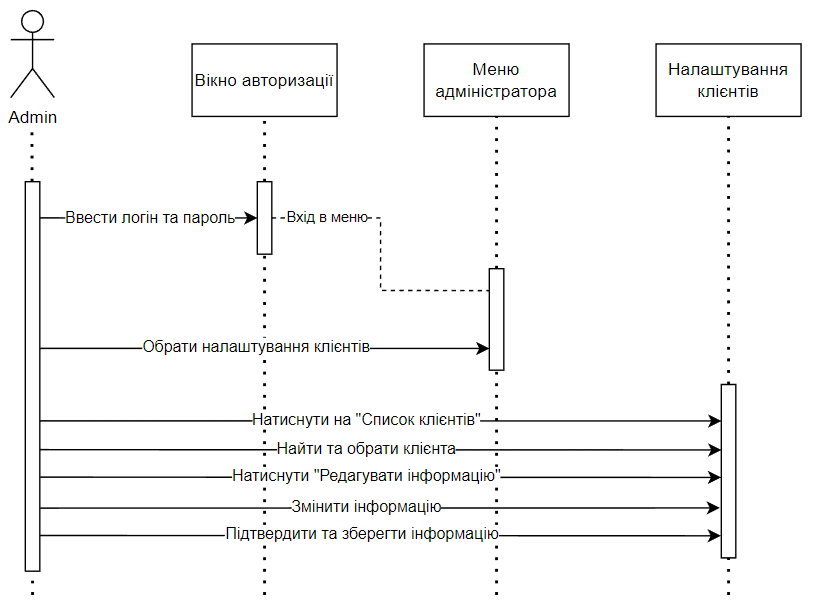 Admin
Вікно авторизації
Меню
адміністратора
Налаштування
клієнтів
Ввести логін та пароль
Вхід в меню
Обрати налаштування клієнтів
Натиснути на "Список клієнтів"
Найти та обрати клієнта
Натиснути "Редагувати інформацію"
Змінити інформацію
Підтвердити та зберегти інформацію